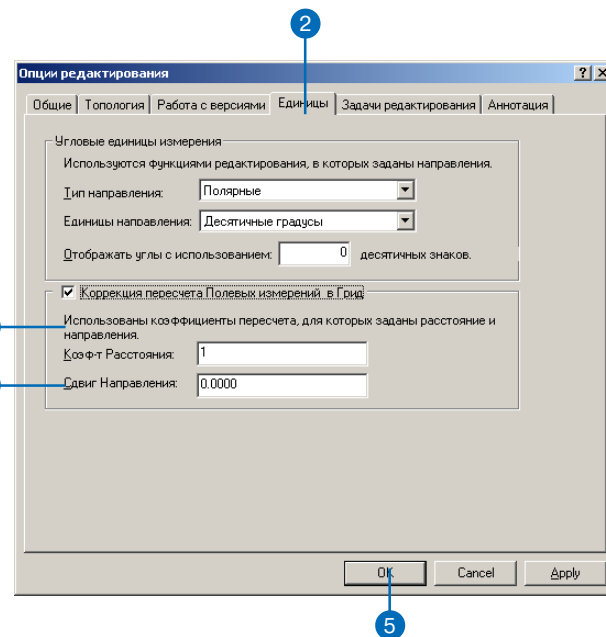 2
Опции редактирования
Общие Топология Работа с версиями Единицы Задачи редактирования Аннотация
Угловые единицы измерения
Используются функциями редактирования, в которых заданы направления.
Тип направления: Полярные
Единицы направления: Десятичные градусы
Отображать углы с использованием: 0 десятичных знаков.
Коррекция пересчета Полевых измерений в Грид
Использованы коэффициенты пересчета, для которых заданы расстояние и
направления.
Коэф-т Расстояния: 1
Сдвиг Направления: 0.0000
OK Cancel Apply
5